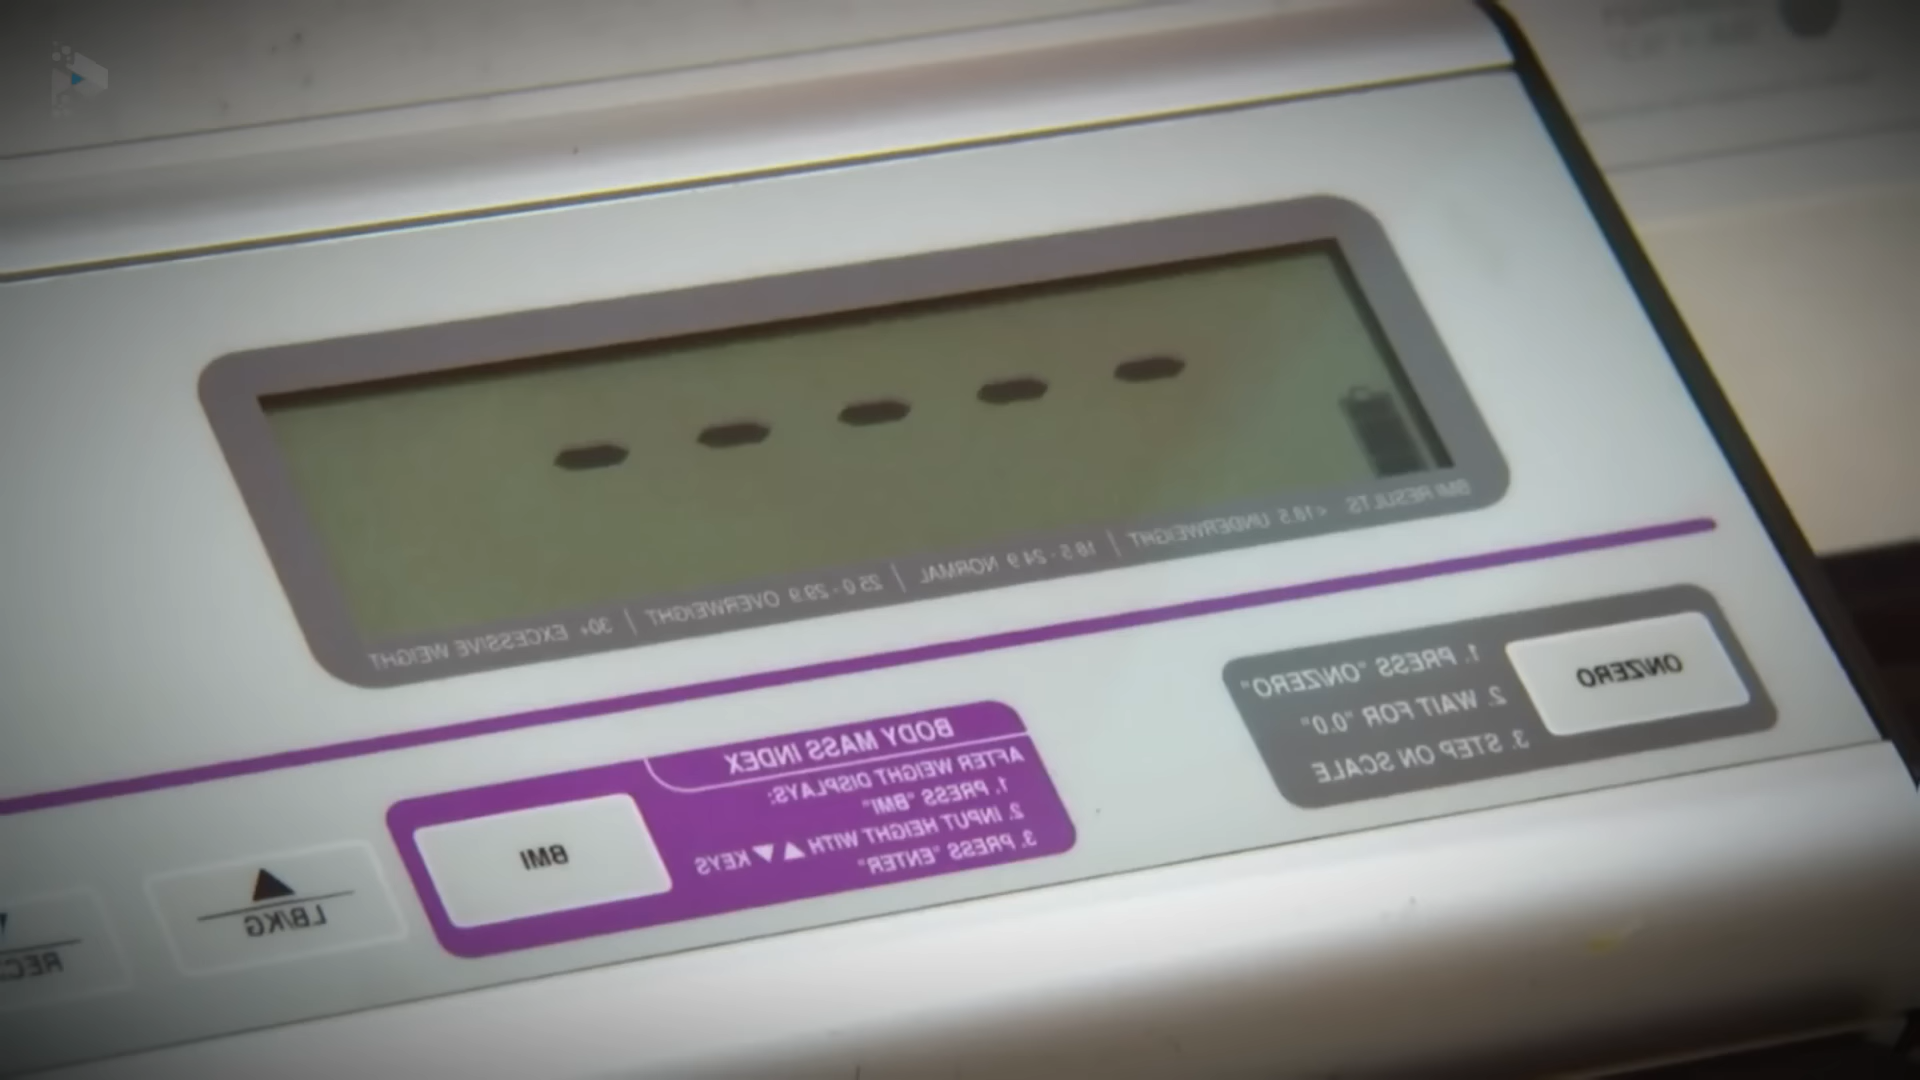 BMI RESULTS <18.5 UNDERWEIGHT | 18.5 - 24.9 NORMAL | 25.0 - 29.9 OVERWEIGHT | 30+ EXCESSIVE WEIGHT
ON/ZERO
1. PRESS "ON/ZERO"
2. WAIT FOR "0.0"
3. STEP ON SCALE
BODY MASS INDEX
AFTER WEIGHT DISPLAYS:
1. PRESS "BMI"
2. INPUT HEIGHT WITH ▲▼ KEYS
3. PRESS "ENTER"
BMI
LB/KG